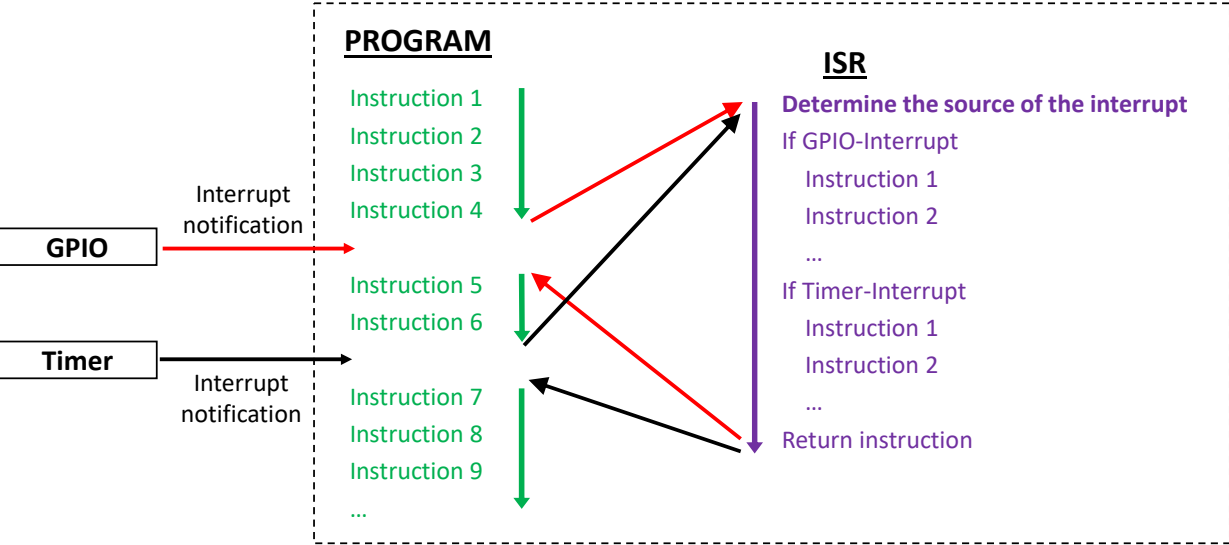 PROGRAM
Instruction 1
Instruction 2
Instruction 3
Instruction 4
Interrupt
notification
GPIO
Instruction 5
Instruction 6
Timer
Interrupt
notification
Instruction 7
Instruction 8
Instruction 9
…
ISR
Determine the source of the interrupt
If GPIO-Interrupt
Instruction 1
Instruction 2
…
If Timer-Interrupt
Instruction 1
Instruction 2
…
Return instruction